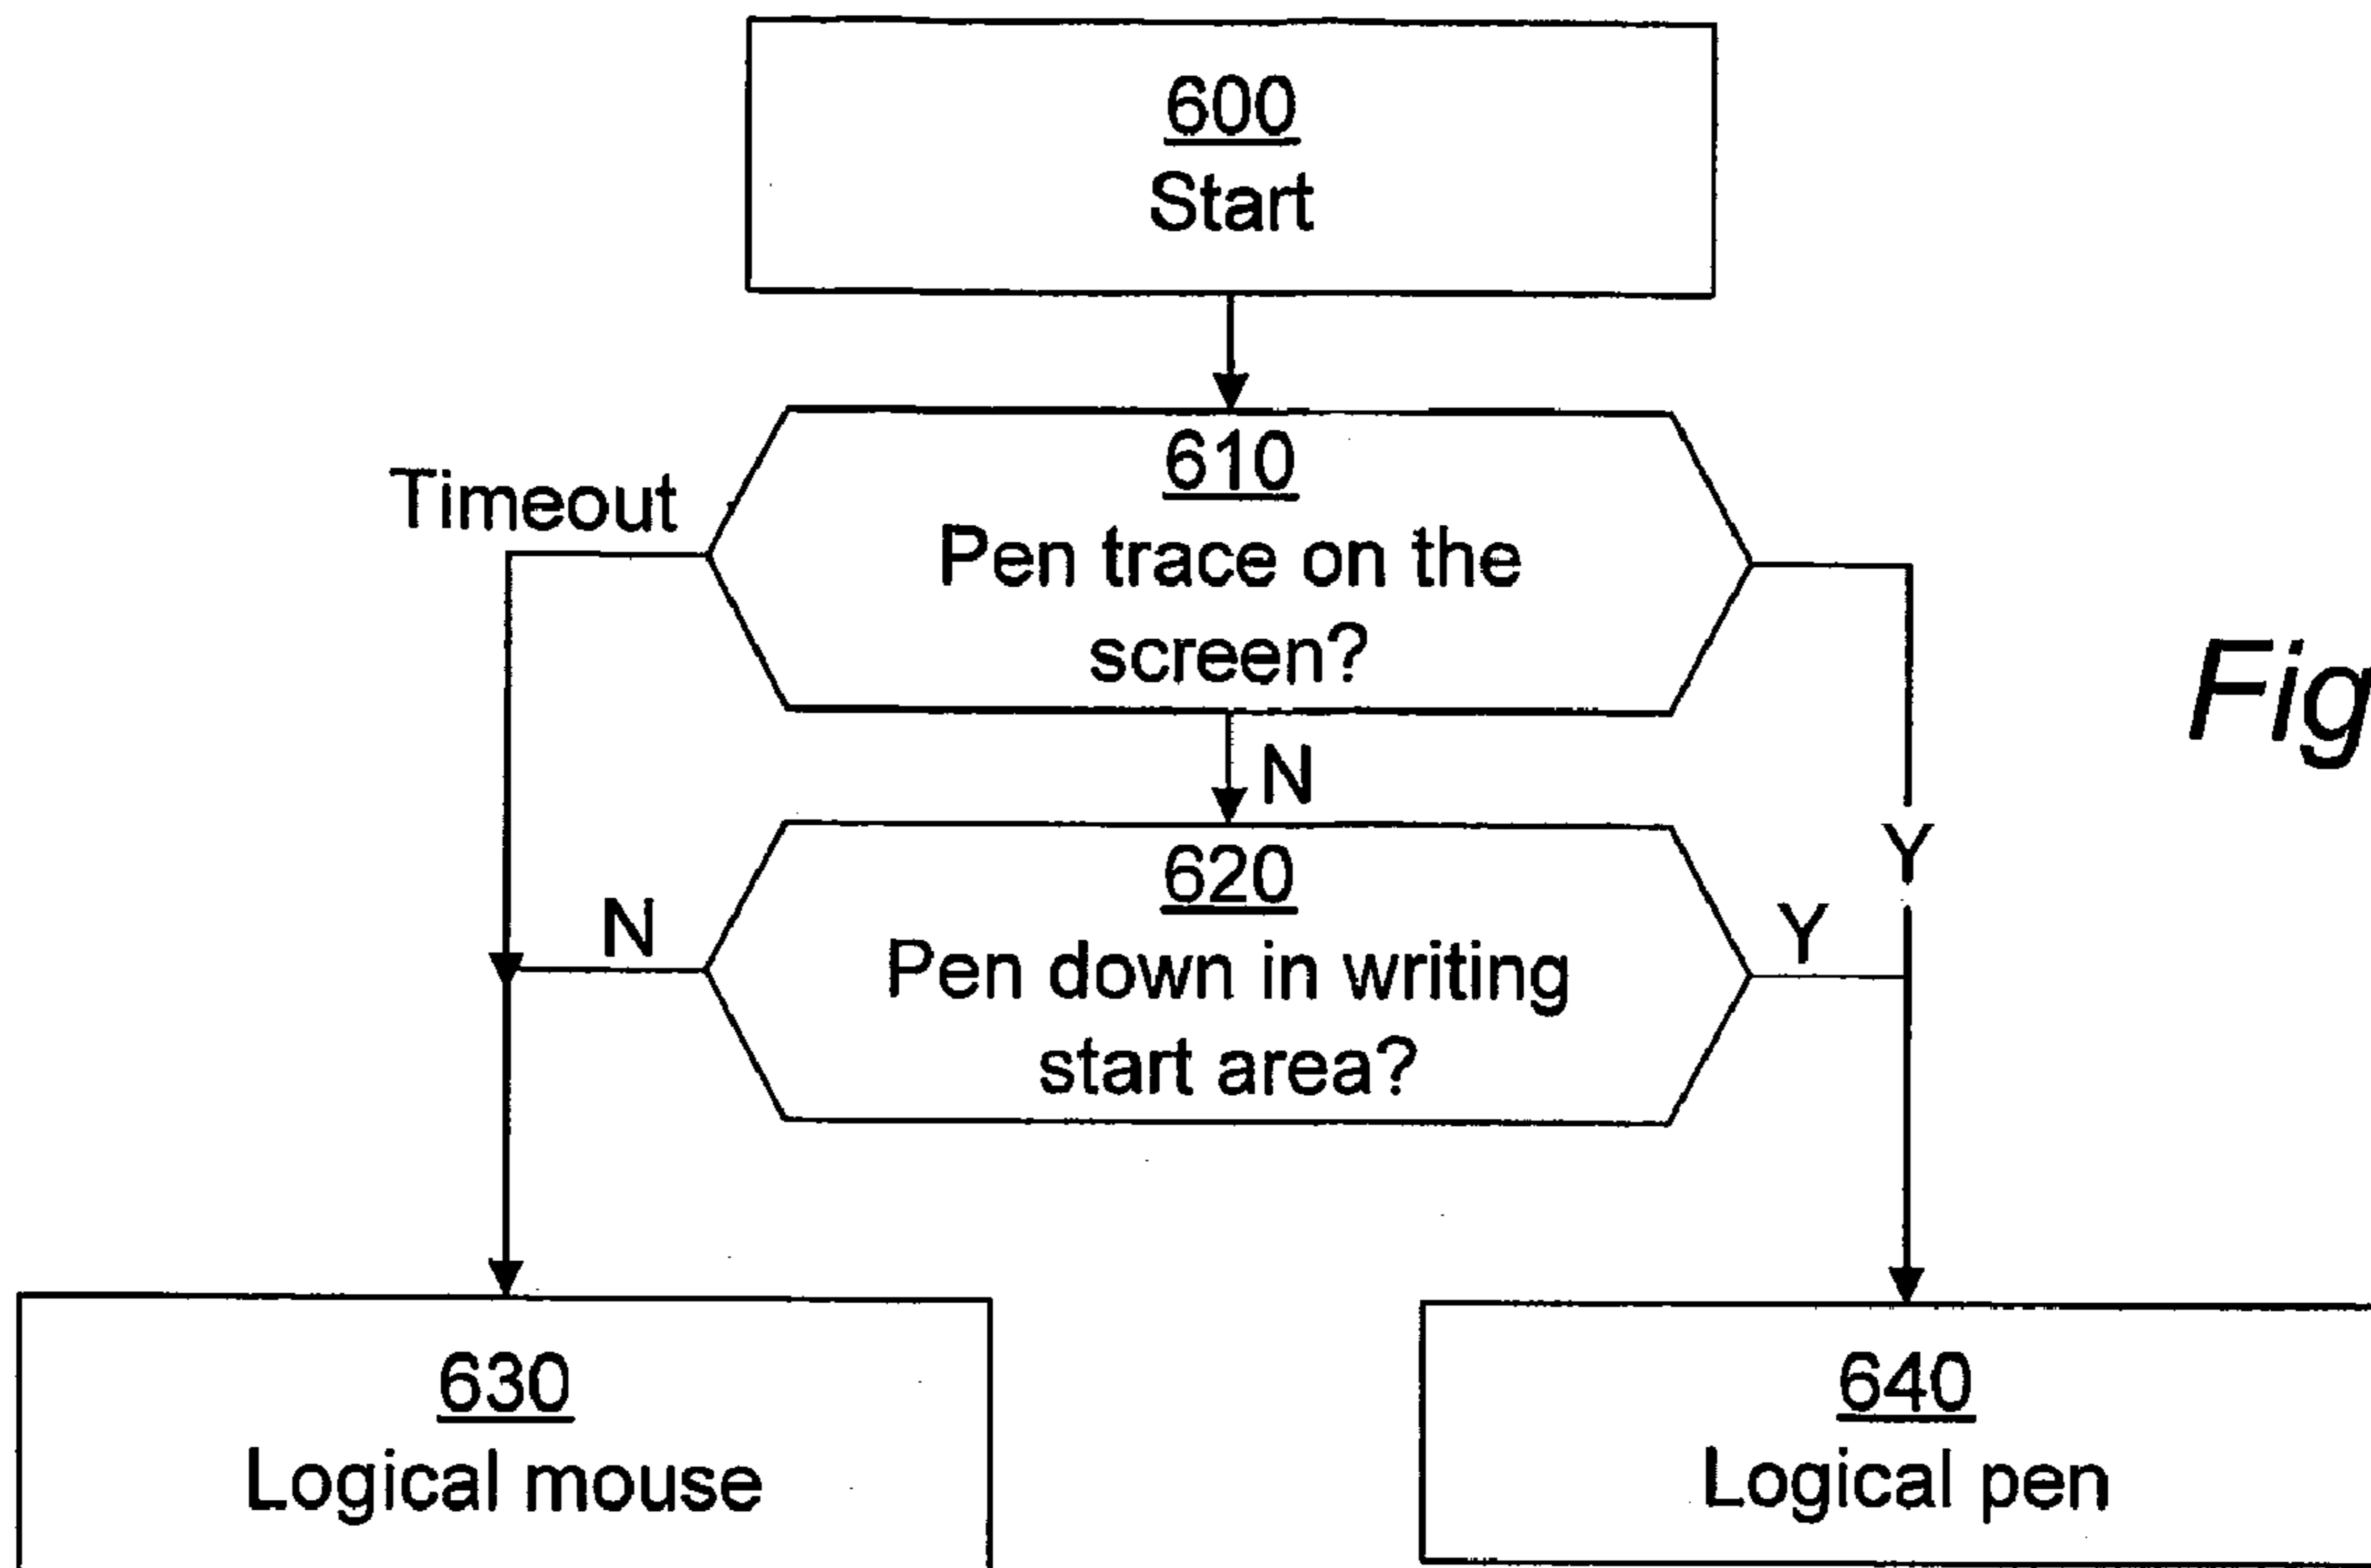 600
Start
Timeout
610
Pen trace on the
screen?
Fig
N
Y
620
N
Y
Pen down in writing
start area?
630
Logical mouse
640
Logical pen